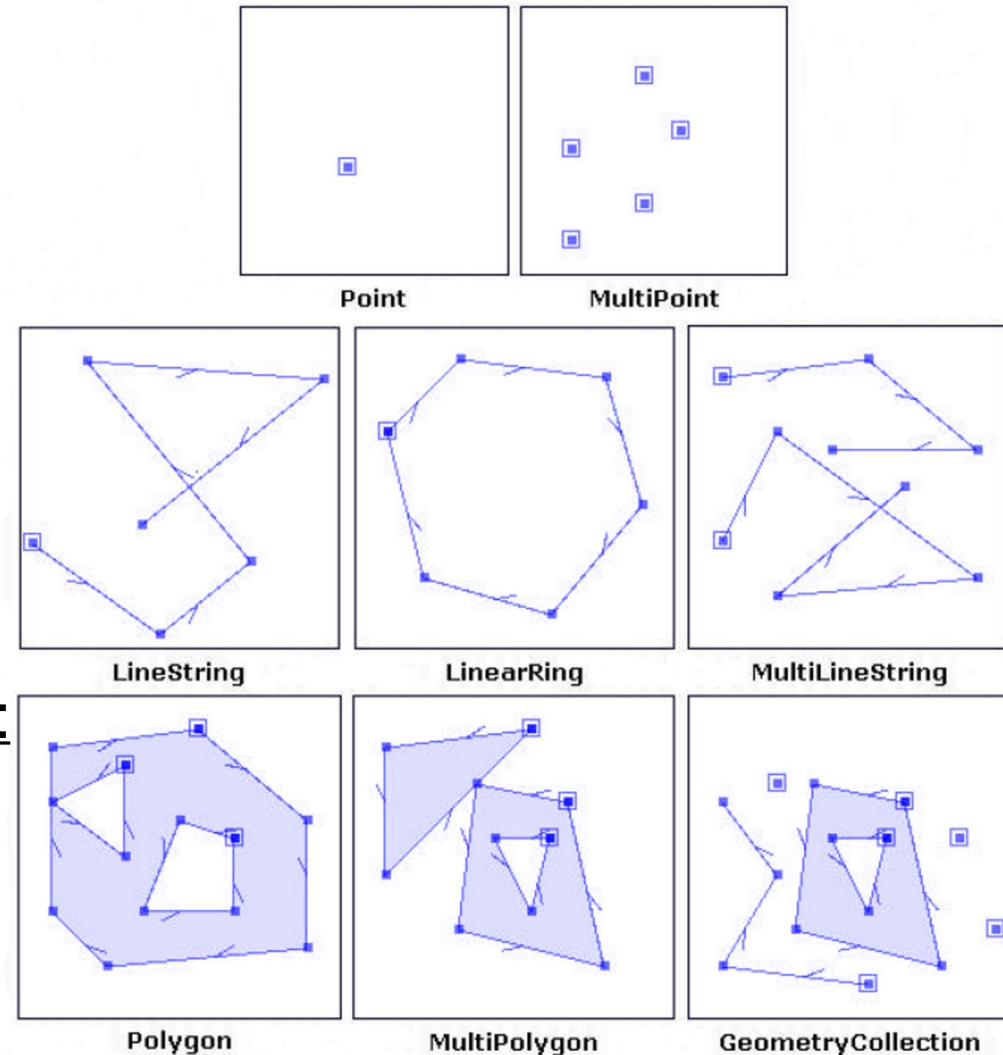 Point
MultiPoint
LineString
LinearRing
MultiLineString
Polygon
MultiPolygon
GeometryCollection